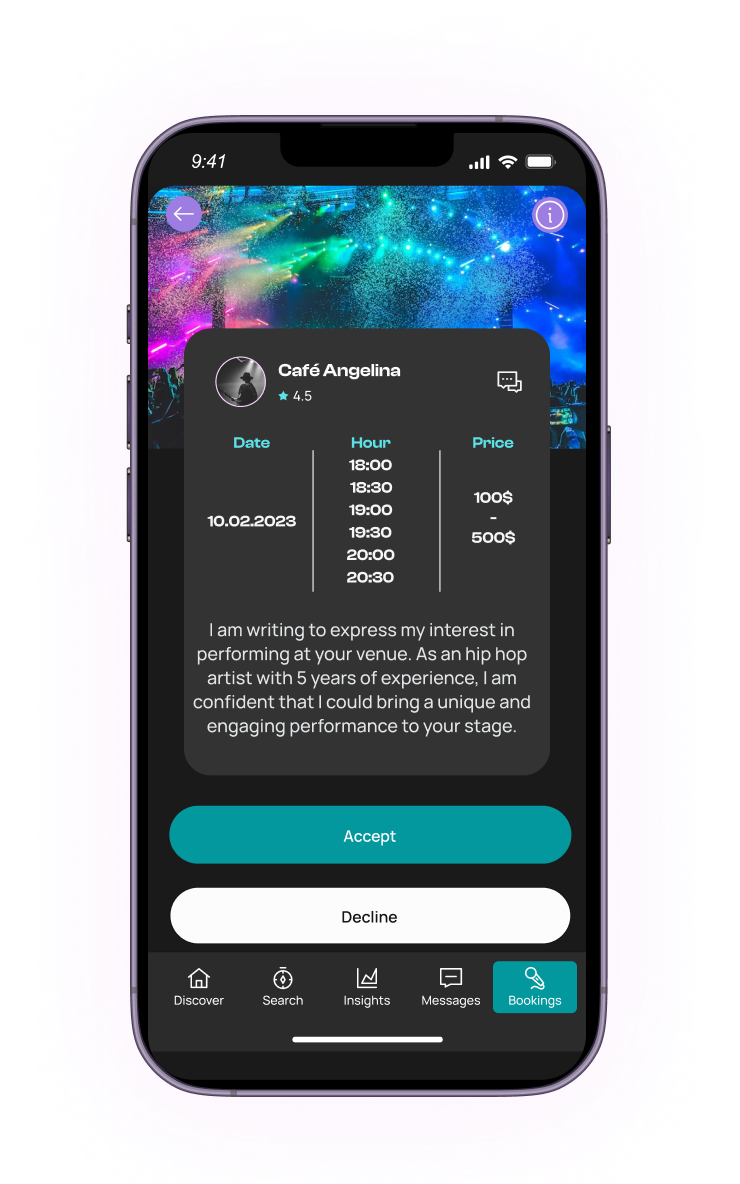 9:41
Café Angelina
4.5
Date
Hour
Price
18:00
18:30
19:00
19:30
20:00
20:30
10.02.2023
100$
-
500$
I am writing to express my interest in
performing at your venue. As an hip hop
artist with 5 years of experience, I am
confident that I could bring a unique and
engaging performance to your stage.
Accept
Decline
Discover
Search
Insights
Messages
Bookings